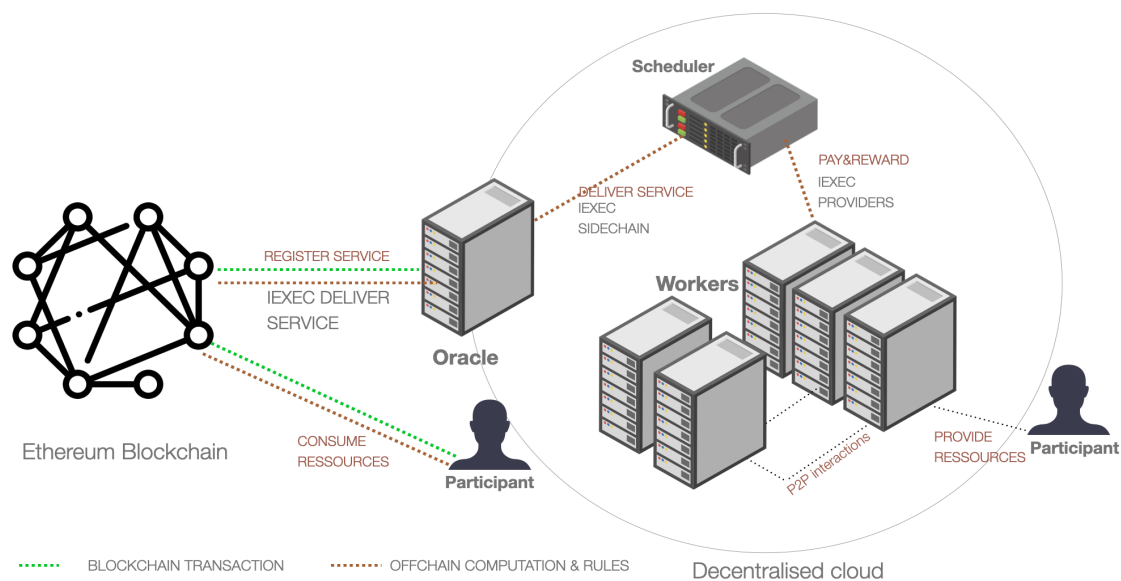 Scheduler
PAY&REWARD
IEXEC
PROVIDERS
DELIVER SERVICE
IEXEC
SIDECHAIN
REGISTER SERVICE
IEXEC DELIVER
SERVICE
Workers
Oracle
Ethereum Blockchain
CONSUME
RESSOURCES
Participant
P2P interactions
PROVIDE
RESSOURCES
Participant
BLOCKCHAIN TRANSACTION
OFFCHAIN COMPUTATION & RULES
Decentralised cloud